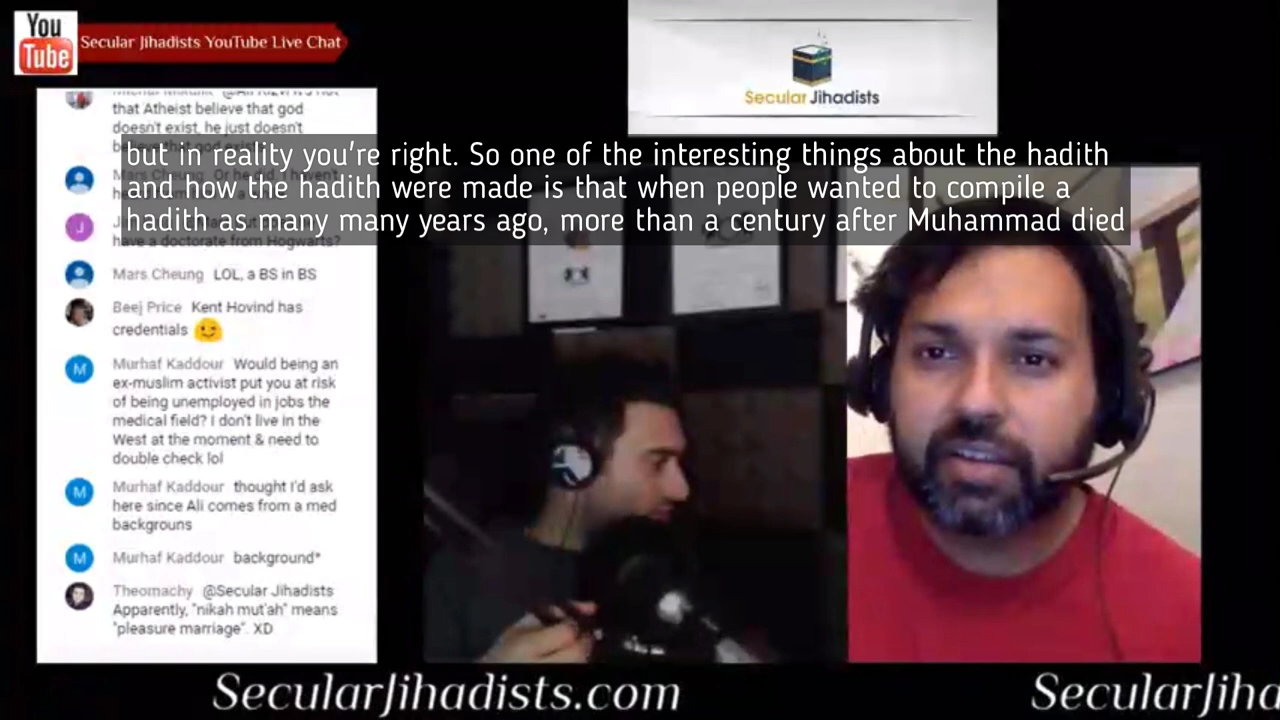 You
Tube
Secular Jihadists YouTube Live Chat
Secular Jihadists
that Atheist believe that god
doesn't exist, he just doesn't
but in reality you're right. So one of the interesting things about the hadith
and how the hadith were made is that when people wanted to compile a
hadith as many many years ago, more than a century after Muhammad died
have a doctorate from Hogwarts?
Mars Cheung LOL, a BS in BS
Beej Price Kent Hovind has
credentials
Murhaf Kaddour Would being an
ex-muslim activist put you at risk
of being unemployed in jobs the
medical field? I don't live in the
West at the moment & need to
double check lol
Murhaf Kaddour thought I'd ask
here since Ali comes from a med
backgrouns
Murhaf Kaddour background*
Theomachy @Secular Jihadists
Apparently, "nikah mut'ah" means
"pleasure marriage". XD
SecularJihadists.com
SecularJiha